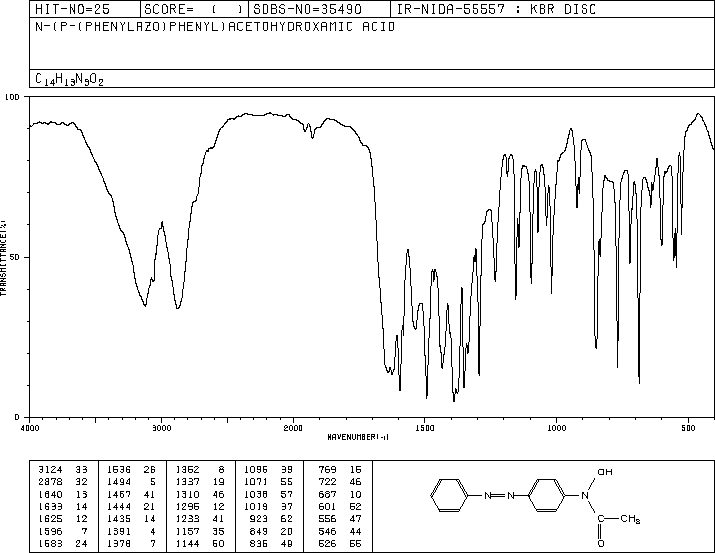 HIT-NO=25 SCORE= ( ) SDBS-NO=35490 IR-NIDA-55557 : KBR DISC
N-(P-(PHENYLAZO)PHENYL)ACETOHYDROXAMIC ACID
C14H13N3O2
100
50
0
TRANSMITTANCE(%)
4000 3000 2000 1500 1000 500
WAVENUMBER(-1)
3124 33 1536 26 1352 8 1096 39 769 15
2878 32 1494 5 1337 19 1071 55 722 46
1640 13 1467 41 1310 46 1038 57 687 10
1633 14 1444 21 1295 12 1019 37 601 52
1625 12 1435 14 1233 41 923 62 556 47
1596 7 1391 4 1157 35 849 20 546 44
1583 24 1378 7 1144 50 836 49 526 55
OH
N=N
N
C
CH3
O